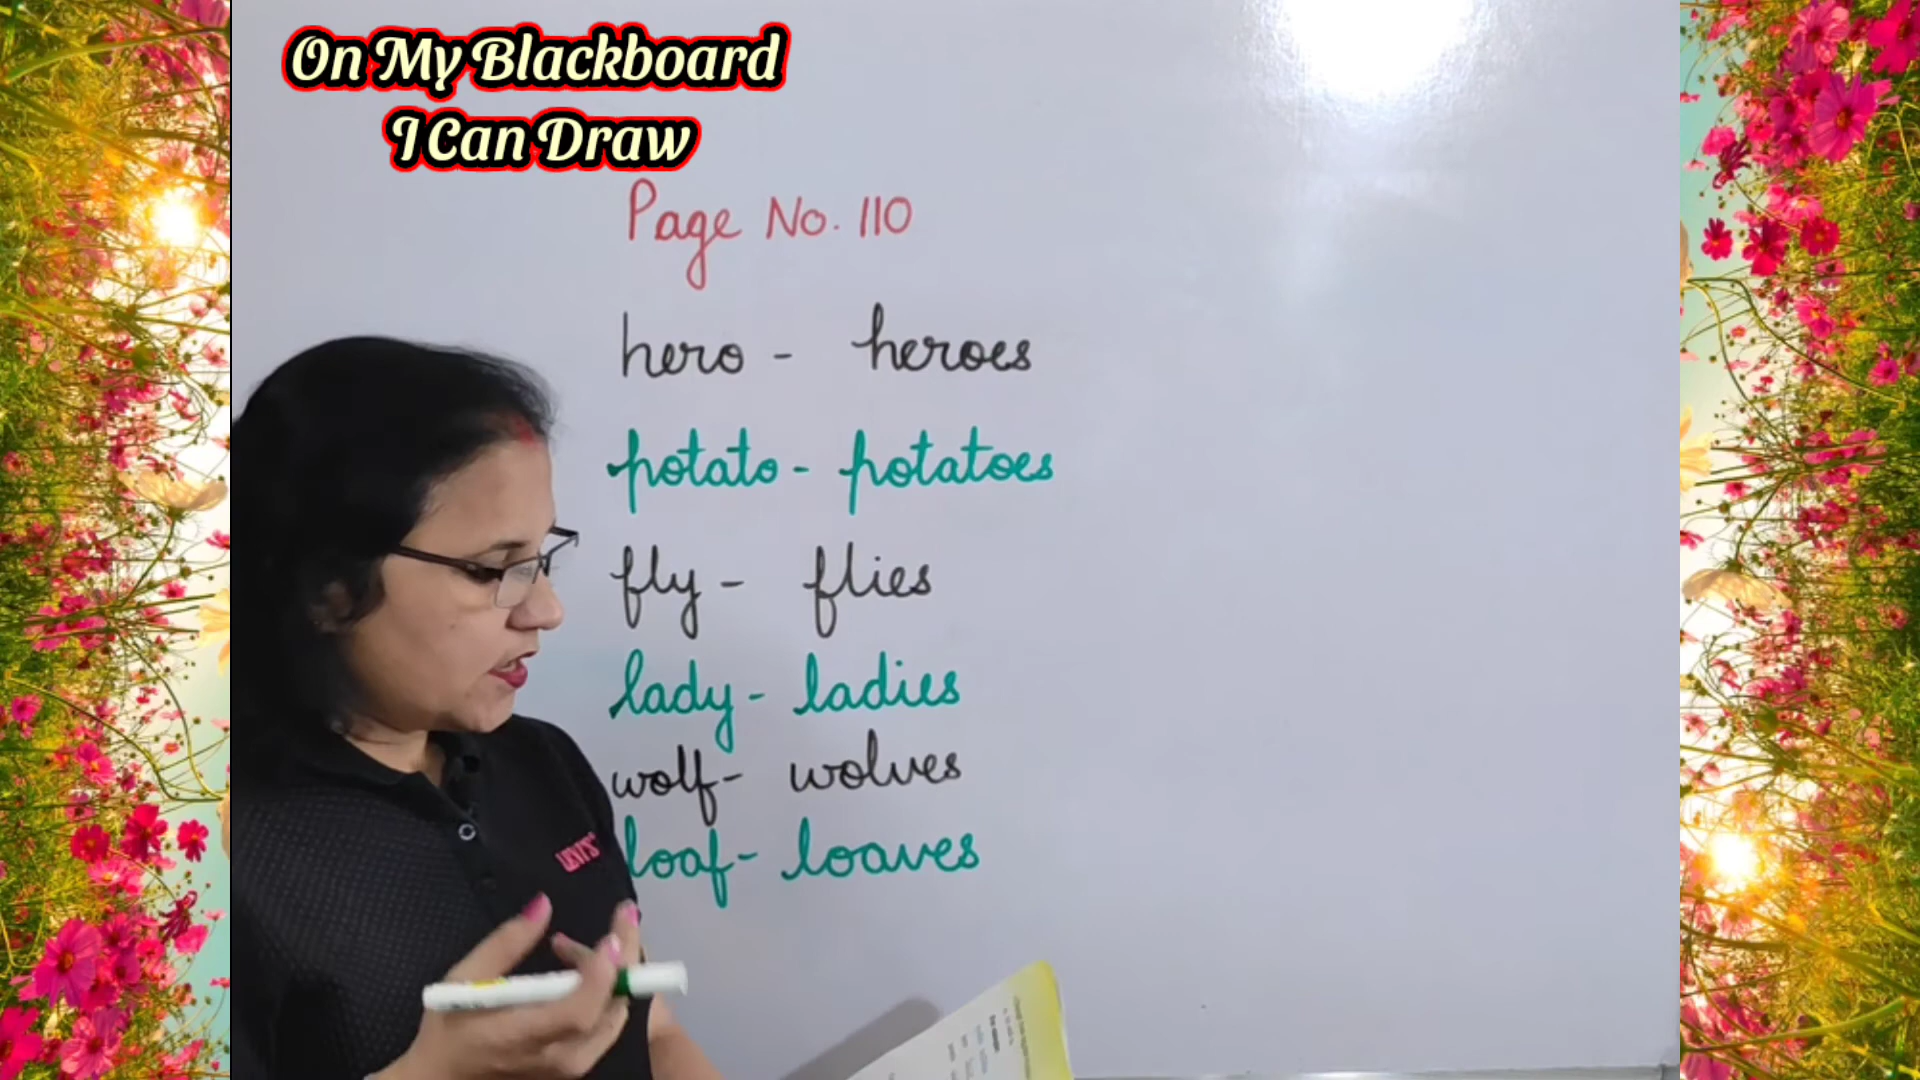 On My Blackboard
I Can Draw
Page No. 110
hero - heroes
potato - potatoes
fly - flies
lady - ladies
wolf - wolves
loaf - loaves
LEVI'S